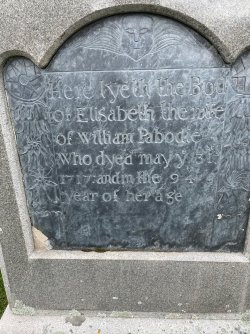 Here lyeth the Body
of Elisabeth the wife
of William Pabodie
Who dyed may yͤ 31
1717: and in the 94
year of her age